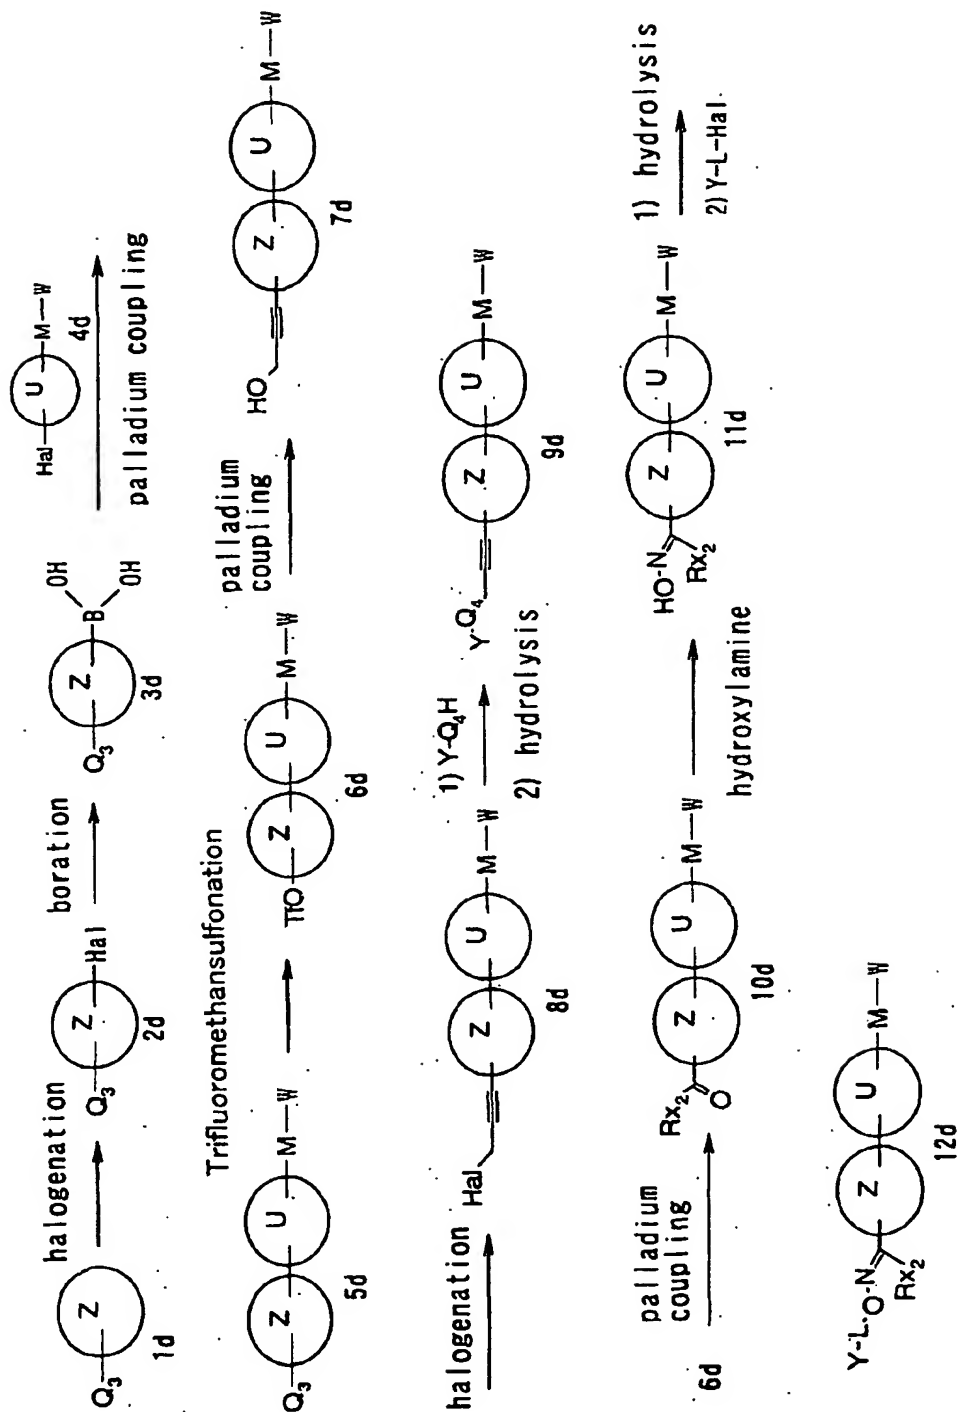 halogenation
boration
palladium coupling
Q3 Z
1d
Q3 Z Hal
2d
Q3 Z B OH OH
3d
Hal U M—W
4d
Trifluoromethansulfonation
palladium coupling
Q3 Z U M—W
5d
TfO Z U M—W
6d
HO Z U M—W
7d
halogenation
1) Y-Q4H
2) hydrolysis
Hal Z U M—W
8d
Y-Q4 Z U M—W
9d
6d
palladium coupling
hydroxylamine
1) hydrolysis
2) Y-L-Hal
Rx2 O Z U M—W
10d
HO-N Rx2 Z U M—W
11d
Y-L-O-N Rx2 Z U M—W
12d